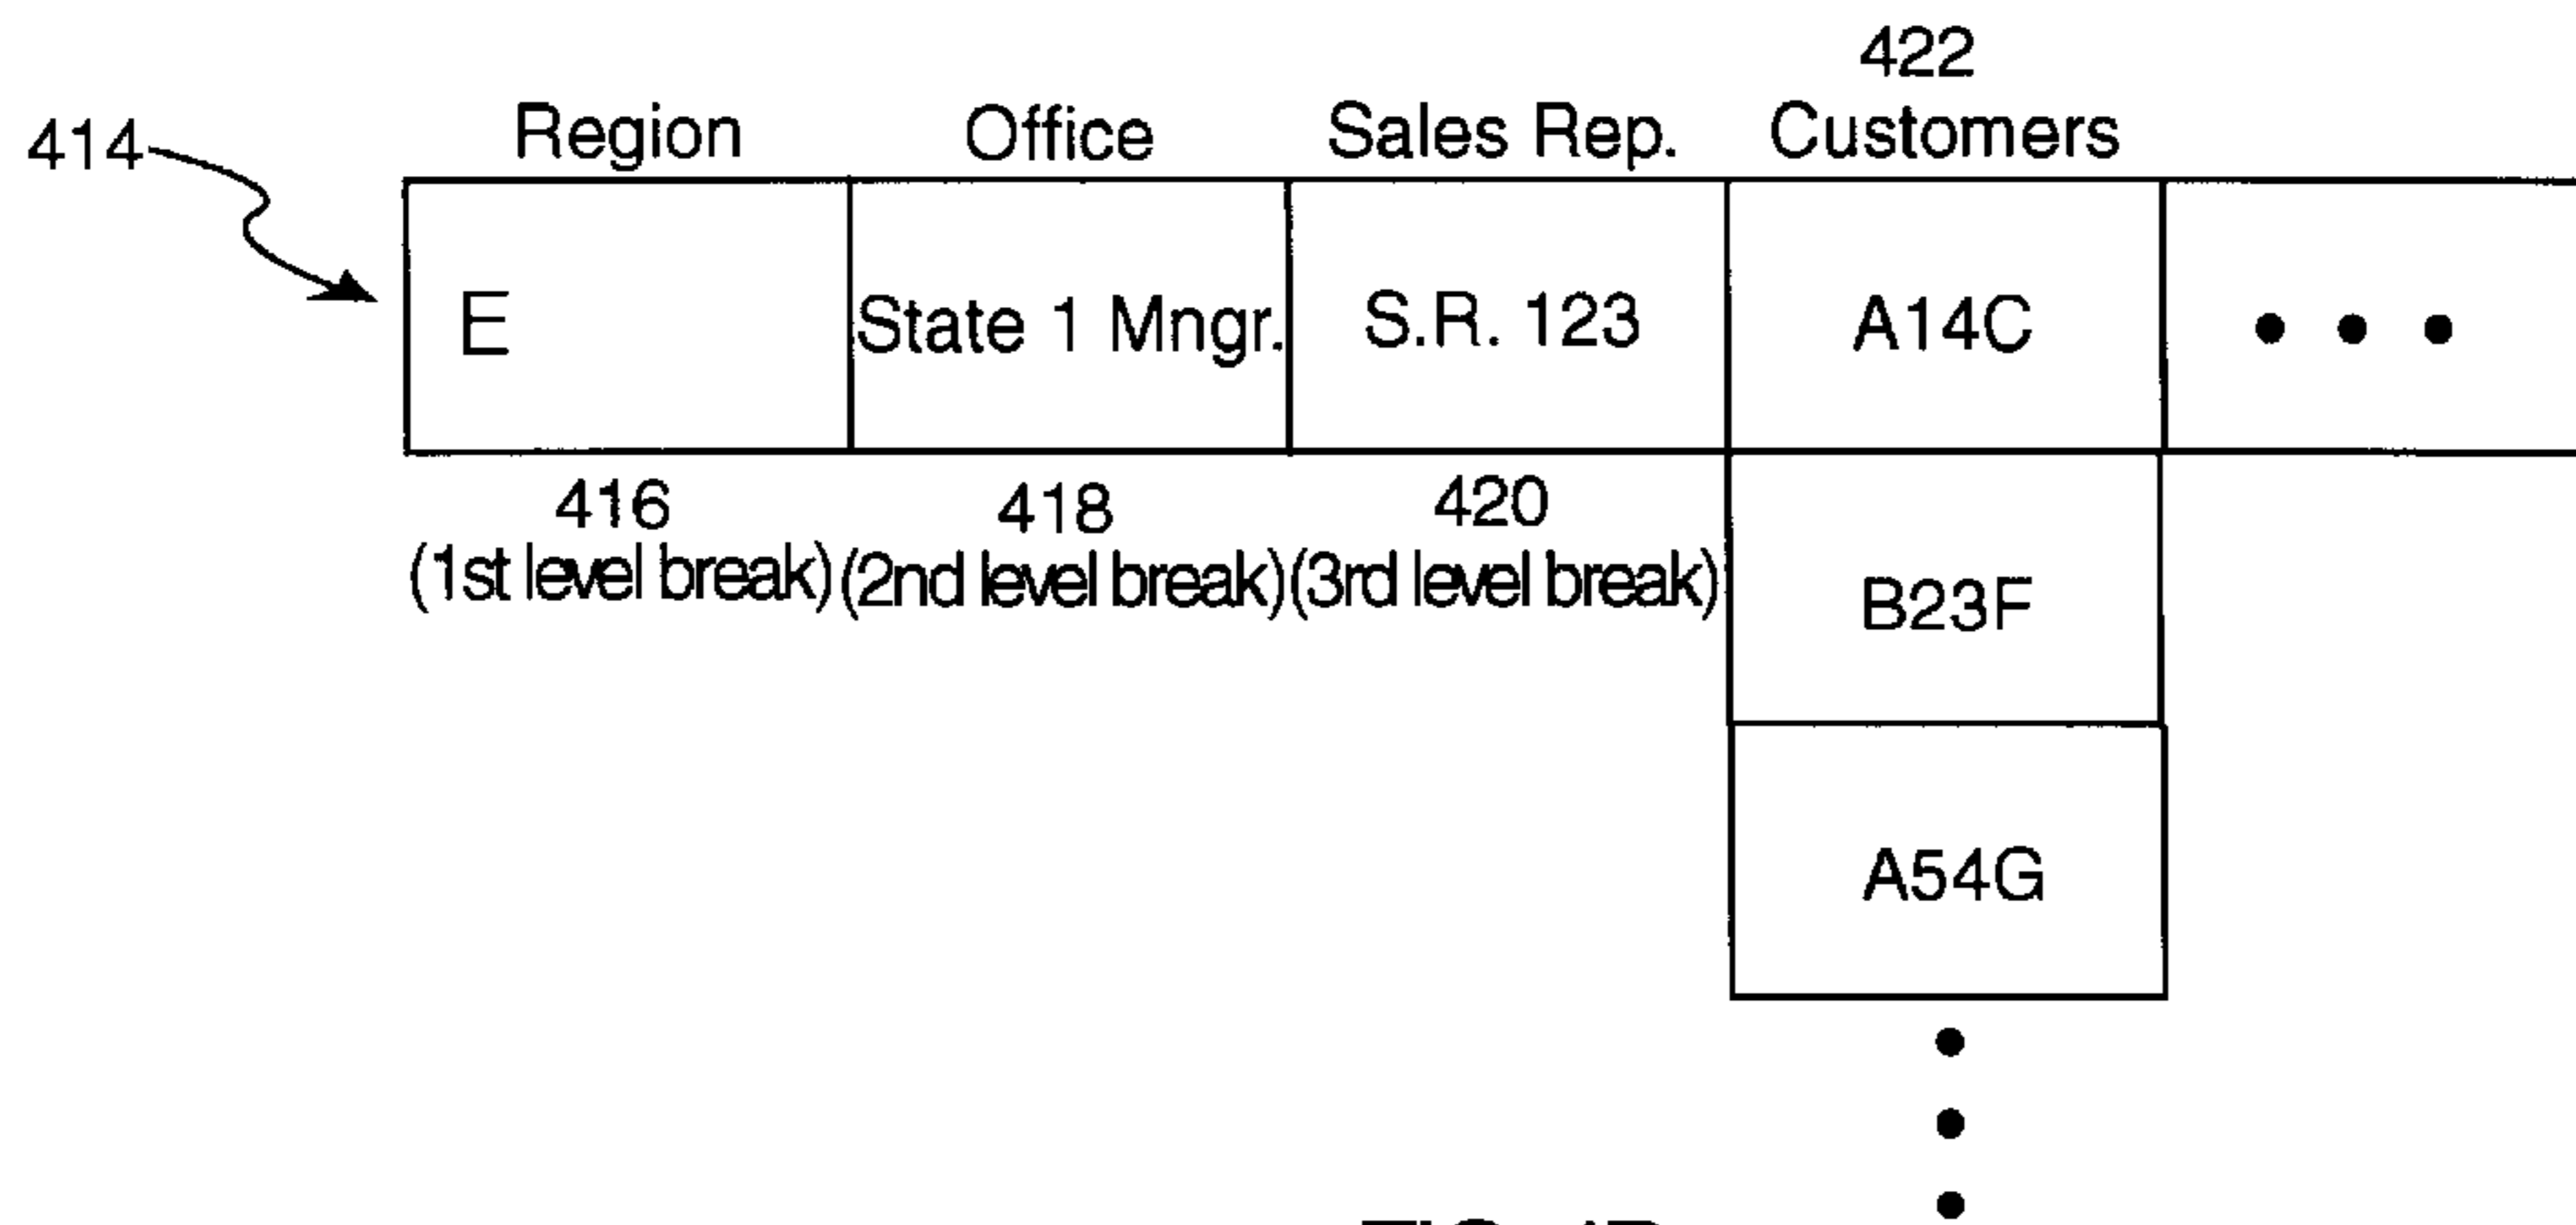 422
414 Region Office Sales Rep. Customers
E State 1 Mngr. S.R. 123 A14C
416 418 420
(1st level break) (2nd level break) (3rd level break)
B23F
A54G